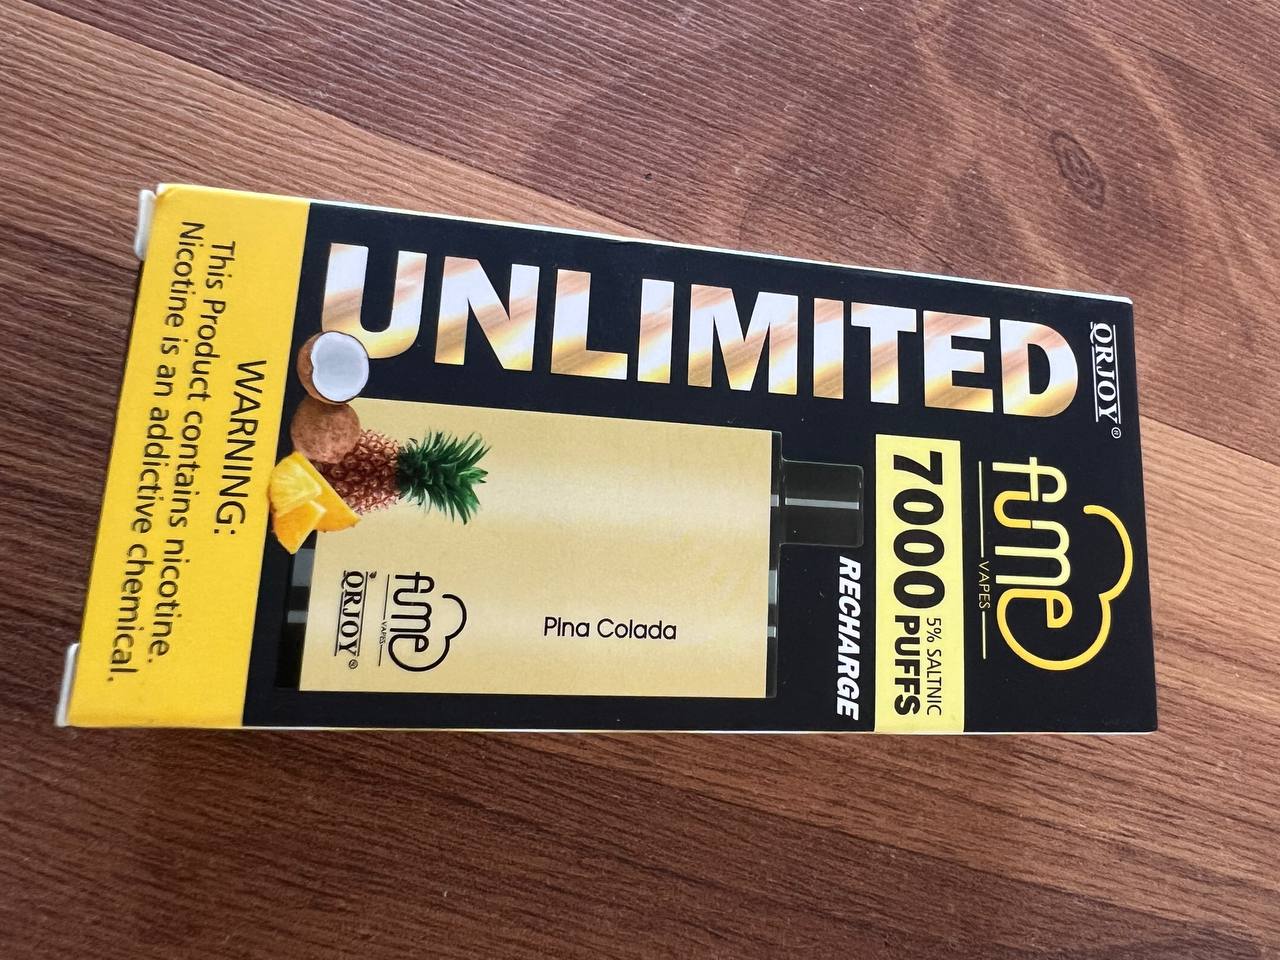 QRJOY®
UNLIMITED
fume
VAPES
7000
5% SALTNIC
PUFFS
RECHARGE
PIna Colada
fume
VAPES
QRJOY®
WARNING:
This Product contains nicotine.
Nicotine is an addictive chemical.